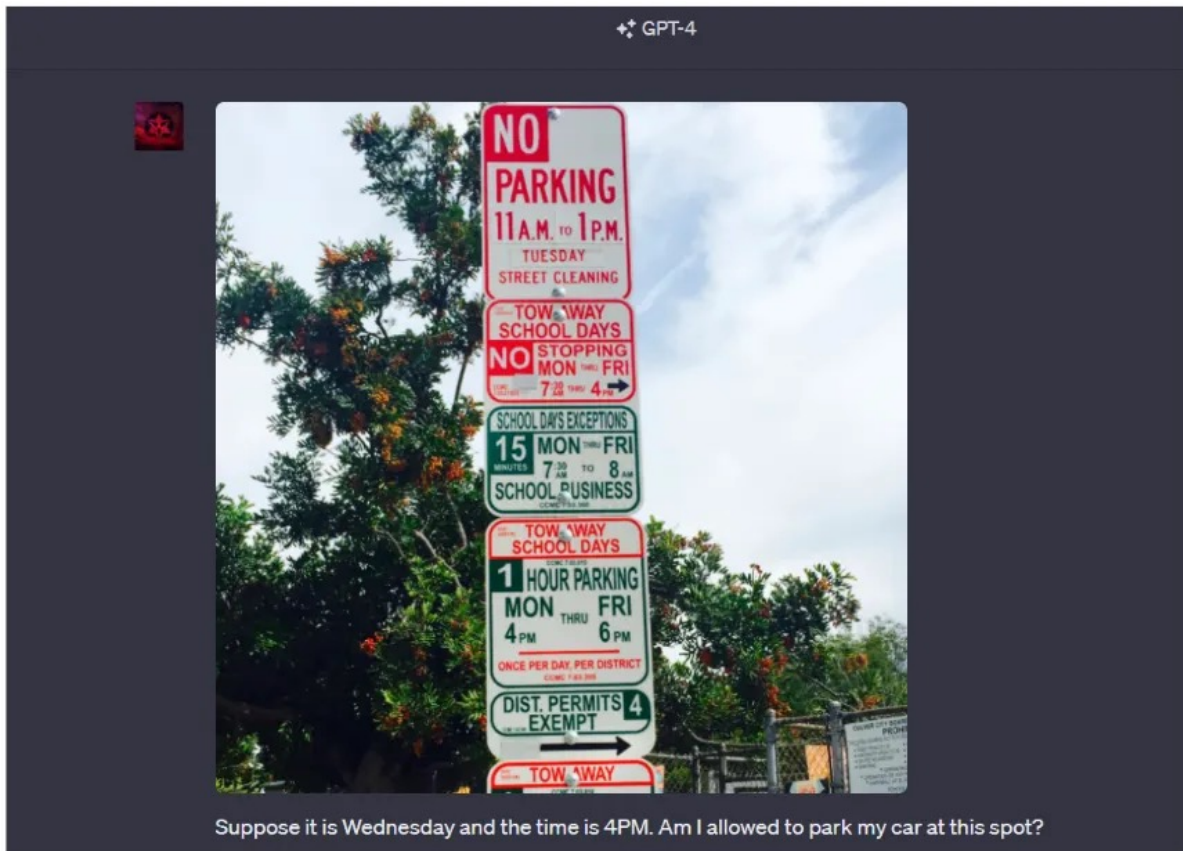 GPT-4
NO
PARKING
11 A.M. TO 1 P.M.
TUESDAY
STREET CLEANING
TOW AWAY
SCHOOL DAYS
NO STOPPING
MON THRU FRI
7:30 AM THRU 4 PM
SCHOOL DAYS EXCEPTIONS
15 MINUTES
MON THRU FRI
7:30 AM TO 8 AM
SCHOOL BUSINESS
TOW AWAY
SCHOOL DAYS
1 HOUR PARKING
MON THRU FRI
4 PM 6 PM
ONCE PER DAY, PER DISTRICT
DIST. PERMITS 4
EXEMPT
TOW AWAY
Suppose it is Wednesday and the time is 4PM. Am I allowed to park my car at this spot?